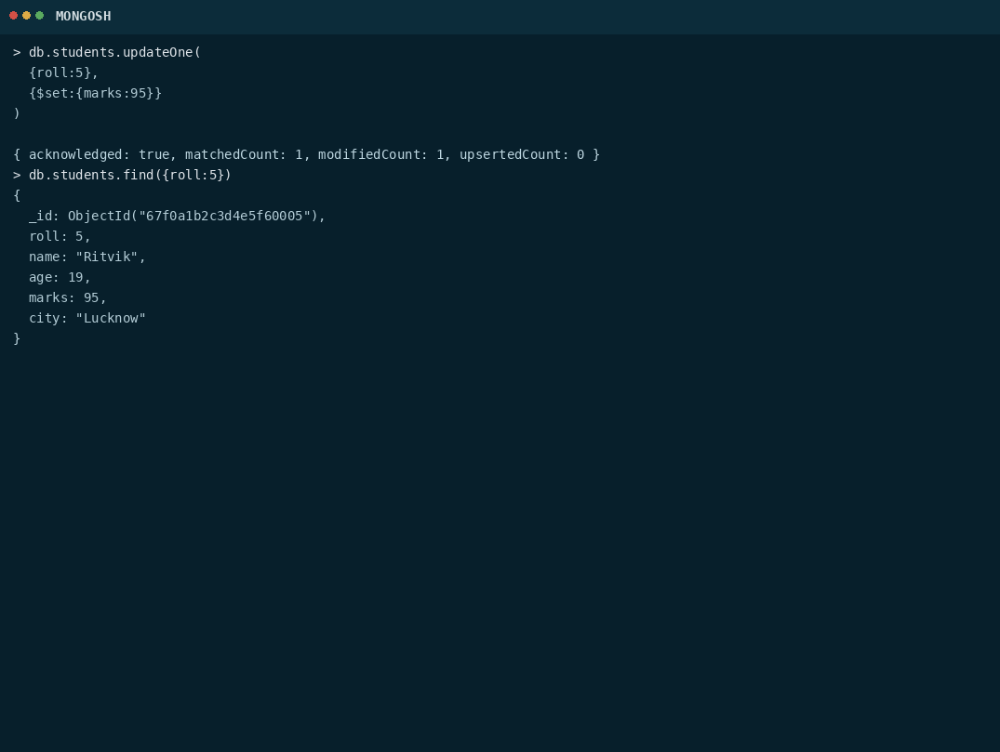 MONGOSH
> db.students.updateOne(
  {roll:5},
  {$set:{marks:95}}
)
{ acknowledged: true, matchedCount: 1, modifiedCount: 1, upsertedCount: 0 }
> db.students.find({roll:5})
{
  _id: ObjectId("67f0a1b2c3d4e5f60005"),
  roll: 5,
  name: "Ritvik",
  age: 19,
  marks: 95,
  city: "Lucknow"
}